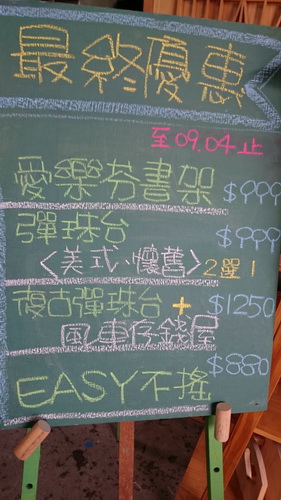 最終優惠
至09.04止
愛樂芬書架 $999
彈珠台 $999
<美式、懷舊>2選1
復古彈珠台+ $1250
風車仔錢屋
EASY不搖 $880